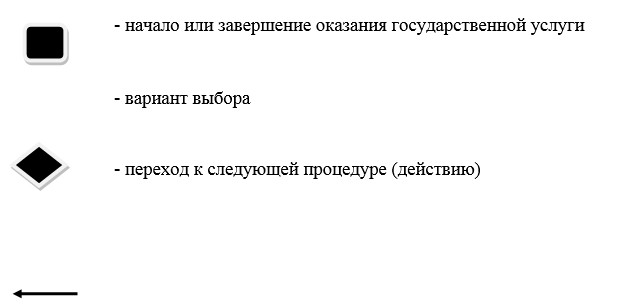 - начало или завершение оказания государственной услуги
- вариант выбора
- переход к следующей процедуре (действию)